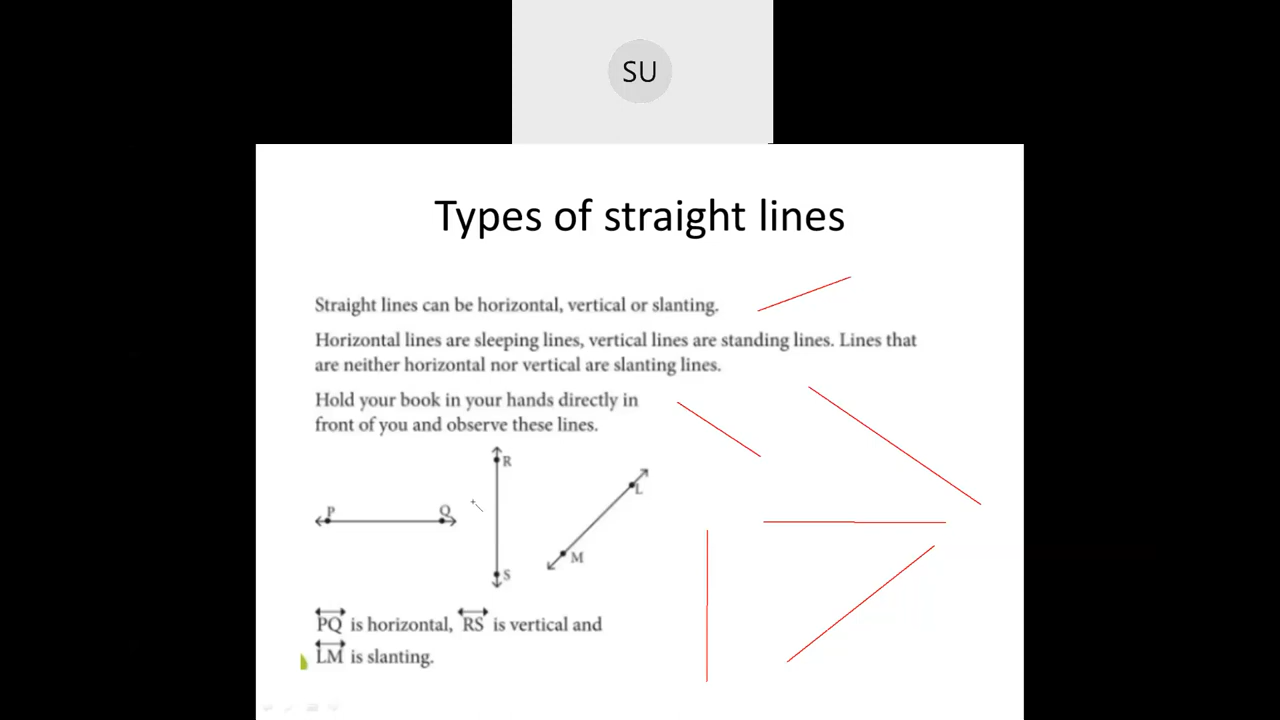 SU
Types of straight lines
Straight lines can be horizontal, vertical or slanting.
Horizontal lines are sleeping lines, vertical lines are standing lines. Lines that
are neither horizontal nor vertical are slanting lines.
Hold your book in your hands directly in
front of you and observe these lines.
P Q
R
S
L
M
PQ is horizontal, RS is vertical and
LM is slanting.